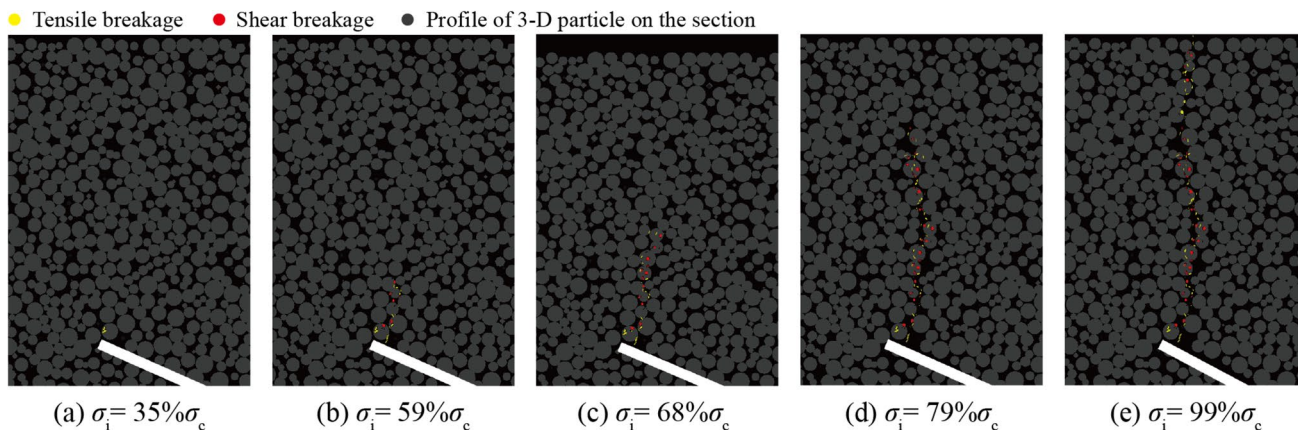 Tensile breakage Shear breakage Profile of 3-D particle on the section
(a) σi= 35%σc (b) σi= 59%σc (c) σi= 68%σc (d) σi= 79%σc (e) σi= 99%σc